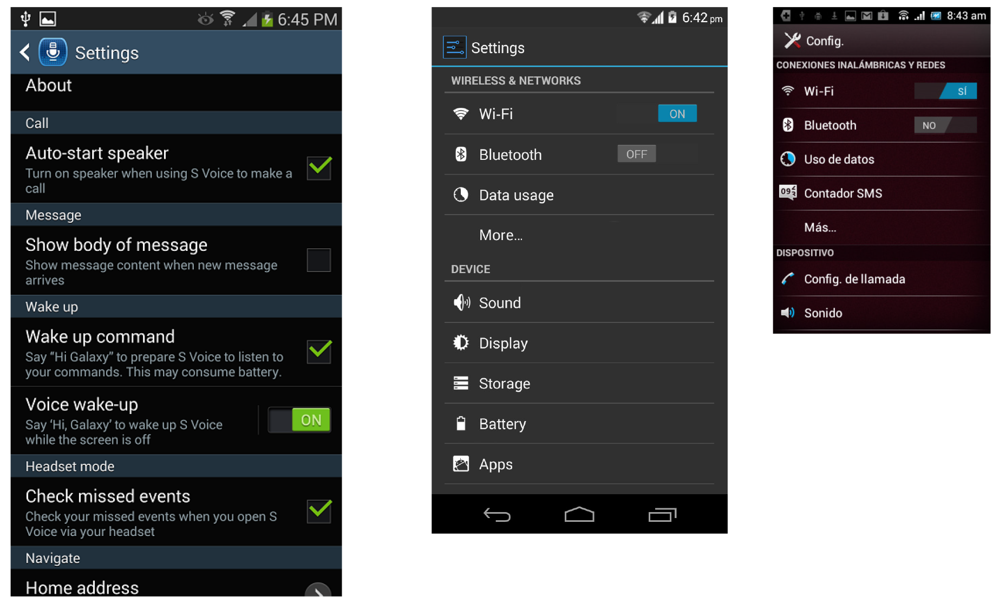 6:45 PM
Settings
About
Call
Auto-start speaker
Turn on speaker when using S Voice to make a
call
Message
Show body of message
Show message content when new message
arrives
Wake up
Wake up command
Say “Hi Galaxy” to prepare S Voice to listen to
your commands. This may consume battery.
Voice wake-up
Say ‘Hi, Galaxy’ to wake up S Voice
while the screen is off
ON
Headset mode
Check missed events
Check your missed events when you open S
Voice via your headset
Navigate
Home address
6:42 pm
Settings
WIRELESS & NETWORKS
Wi-Fi ON
Bluetooth OFF
Data usage
More...
DEVICE
Sound
Display
Storage
Battery
Apps
8:43 am
Config.
CONEXIONES INALÁMBRICAS Y REDES
Wi-Fi SÍ
Bluetooth NO
Uso de datos
Contador SMS
Más...
DISPOSITIVO
Config. de llamada
Sonido